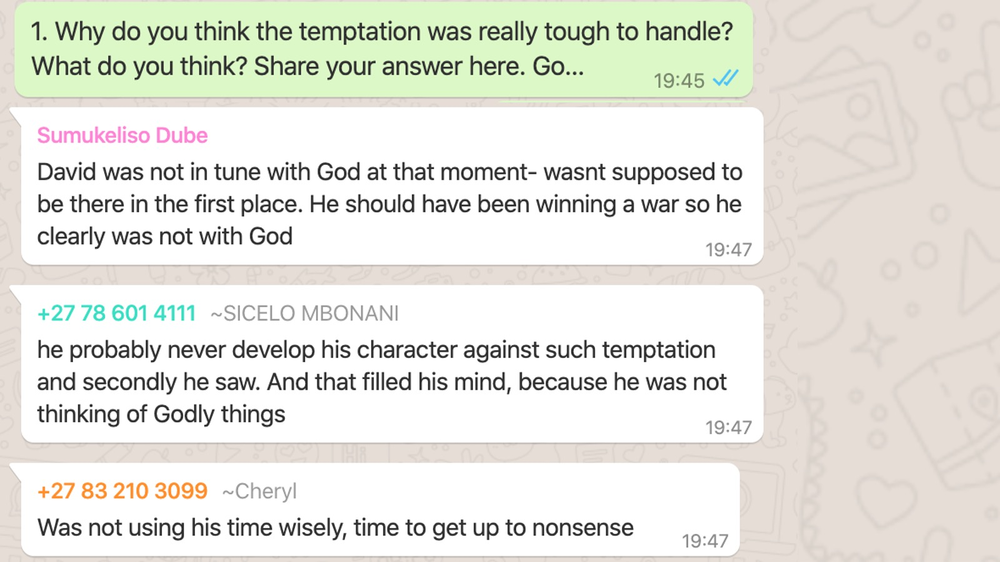 1. Why do you think the temptation was really tough to handle?
What do you think? Share your answer here. Go...
19:45
Sumukeliso Dube
David was not in tune with God at that moment- wasnt supposed to
be there in the first place. He should have been winning a war so he
clearly was not with God
19:47
+27 78 601 4111 ~SICELO MBONANI
he probably never develop his character against such temptation
and secondly he saw. And that filled his mind, because he was not
thinking of Godly things
19:47
+27 83 210 3099 ~Cheryl
Was not using his time wisely, time to get up to nonsense
19:47